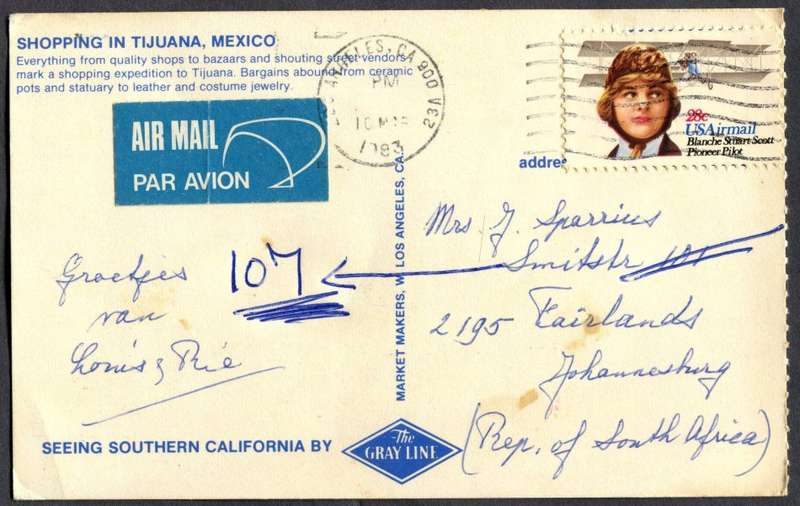 SHOPPING IN TIJUANA, MEXICO
Everything from quality shops to bazaars and shouting street vendors
mark a shopping expedition to Tijuana. Bargains abound from ceramic
pots and statuary to leather and costume jewelry.
AIR MAIL
PAR AVION
LOS ANGELES, CA 900
PM
1983
28c
USAirmail
Blanche Stuart Scott
Pioneer Pilot
addre
MARKET MAKERS, W. LOS ANGELES, CA.
Groetjes
van
Louis & Rie
107
Mrs J. Sparrius
Smitstr 101
2195 Fairlands
Johannesburg
(Rep. of South Africa)
SEEING SOUTHERN CALIFORNIA BY
The
GRAY LINE